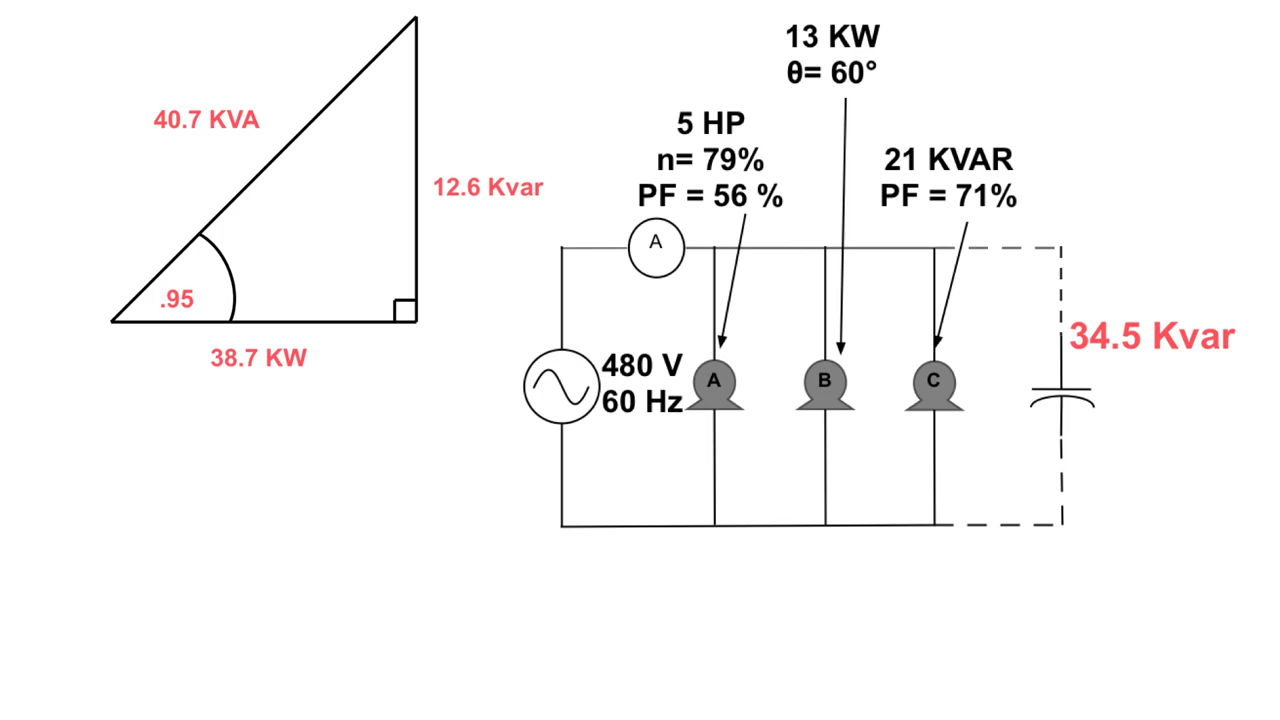 13 KW
θ= 60°
5 HP
n= 79%
PF = 56 %
21 KVAR
PF = 71%
40.7 KVA
12.6 Kvar
.95
38.7 KW
A
480 V
60 Hz
A
B
C
34.5 Kvar